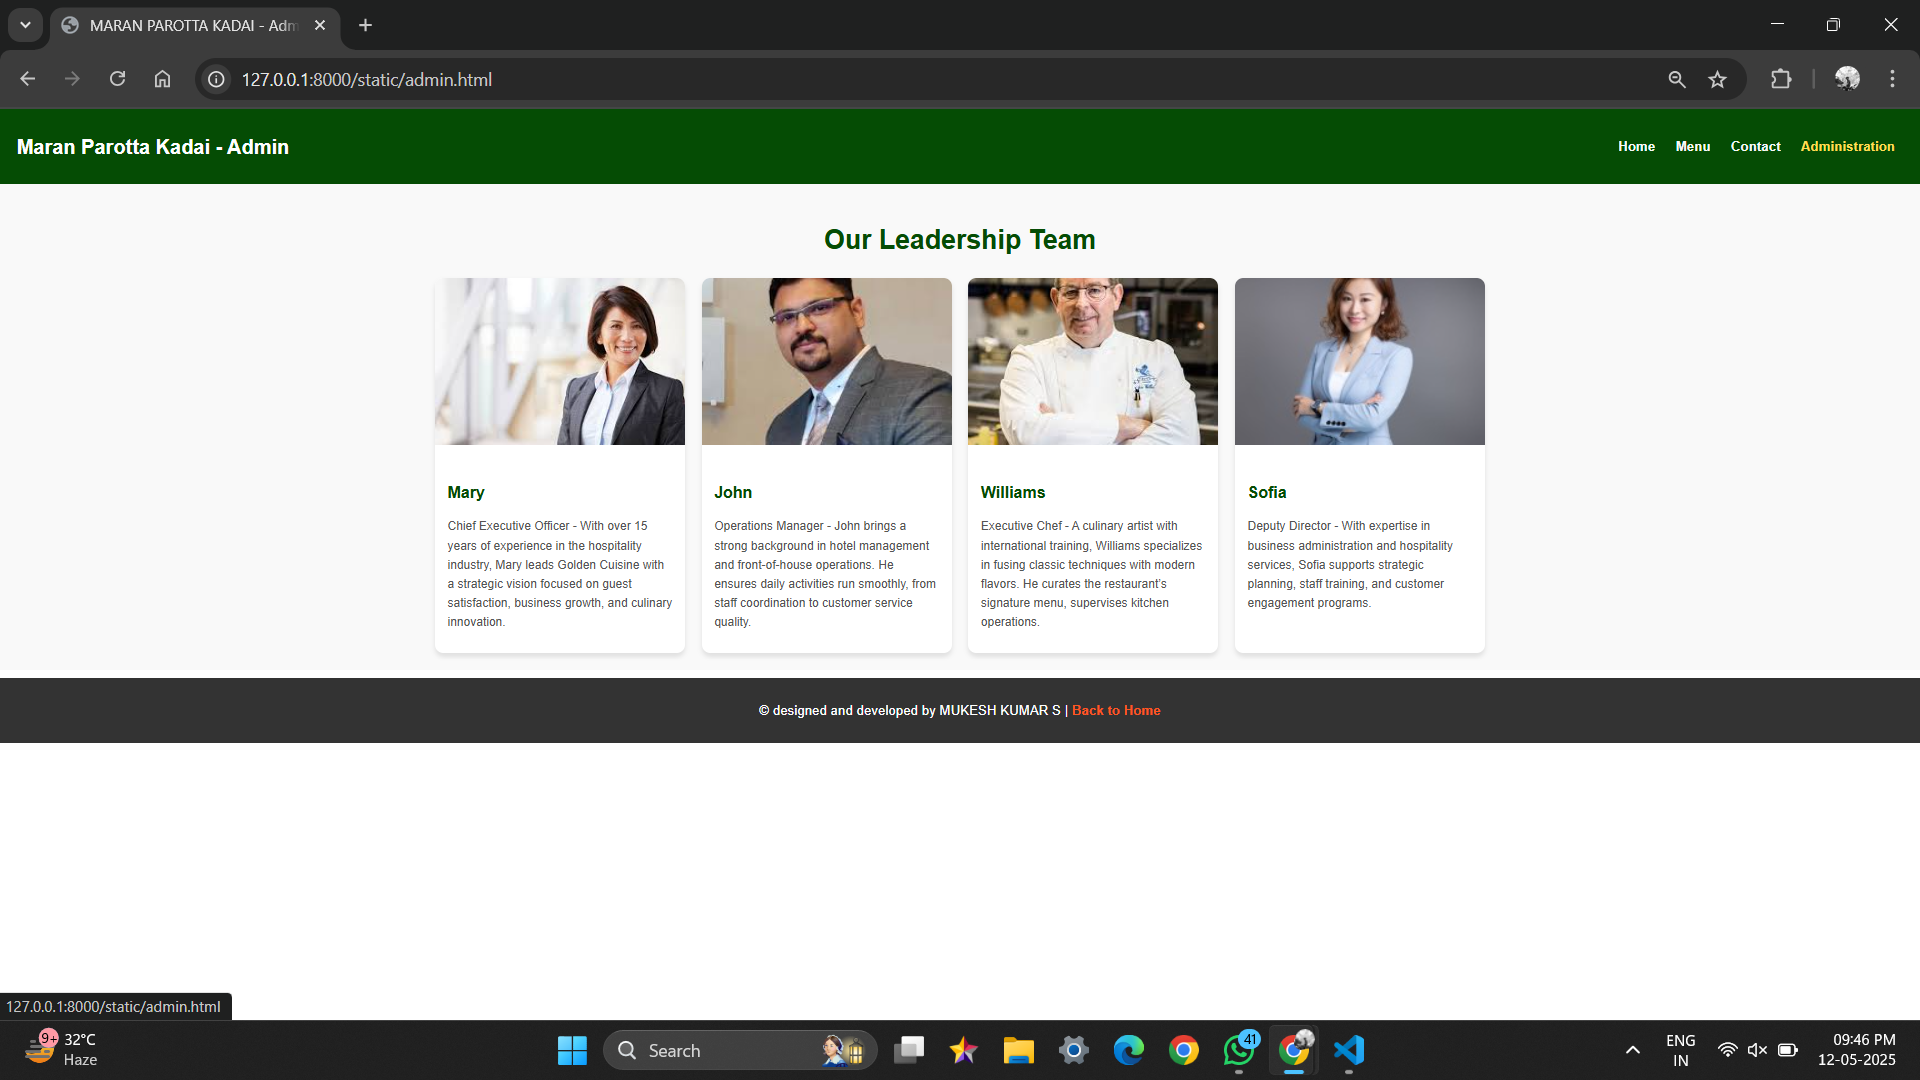 MARAN PAROTTA KADAI - Adm
127.0.0.1:8000/static/admin.html
Maran Parotta Kadai - Admin
Home Menu Contact Administration
Our Leadership Team
Mary
Chief Executive Officer - With over 15
years of experience in the hospitality
industry, Mary leads Golden Cuisine with
a strategic vision focused on guest
satisfaction, business growth, and culinary
innovation.
John
Operations Manager - John brings a
strong background in hotel management
and front-of-house operations. He
ensures daily activities run smoothly, from
staff coordination to customer service
quality.
Williams
Executive Chef - A culinary artist with
international training, Williams specializes
in fusing classic techniques with modern
flavors. He curates the restaurant's
signature menu, supervises kitchen
operations.
Sofia
Deputy Director - With expertise in
business administration and hospitality
services, Sofia supports strategic
planning, staff training, and customer
engagement programs.
© designed and developed by MUKESH KUMAR S | Back to Home
127.0.0.1:8000/static/admin.html
9+
32°C
Haze
Search
41
ENG
IN
09:46 PM
12-05-2025